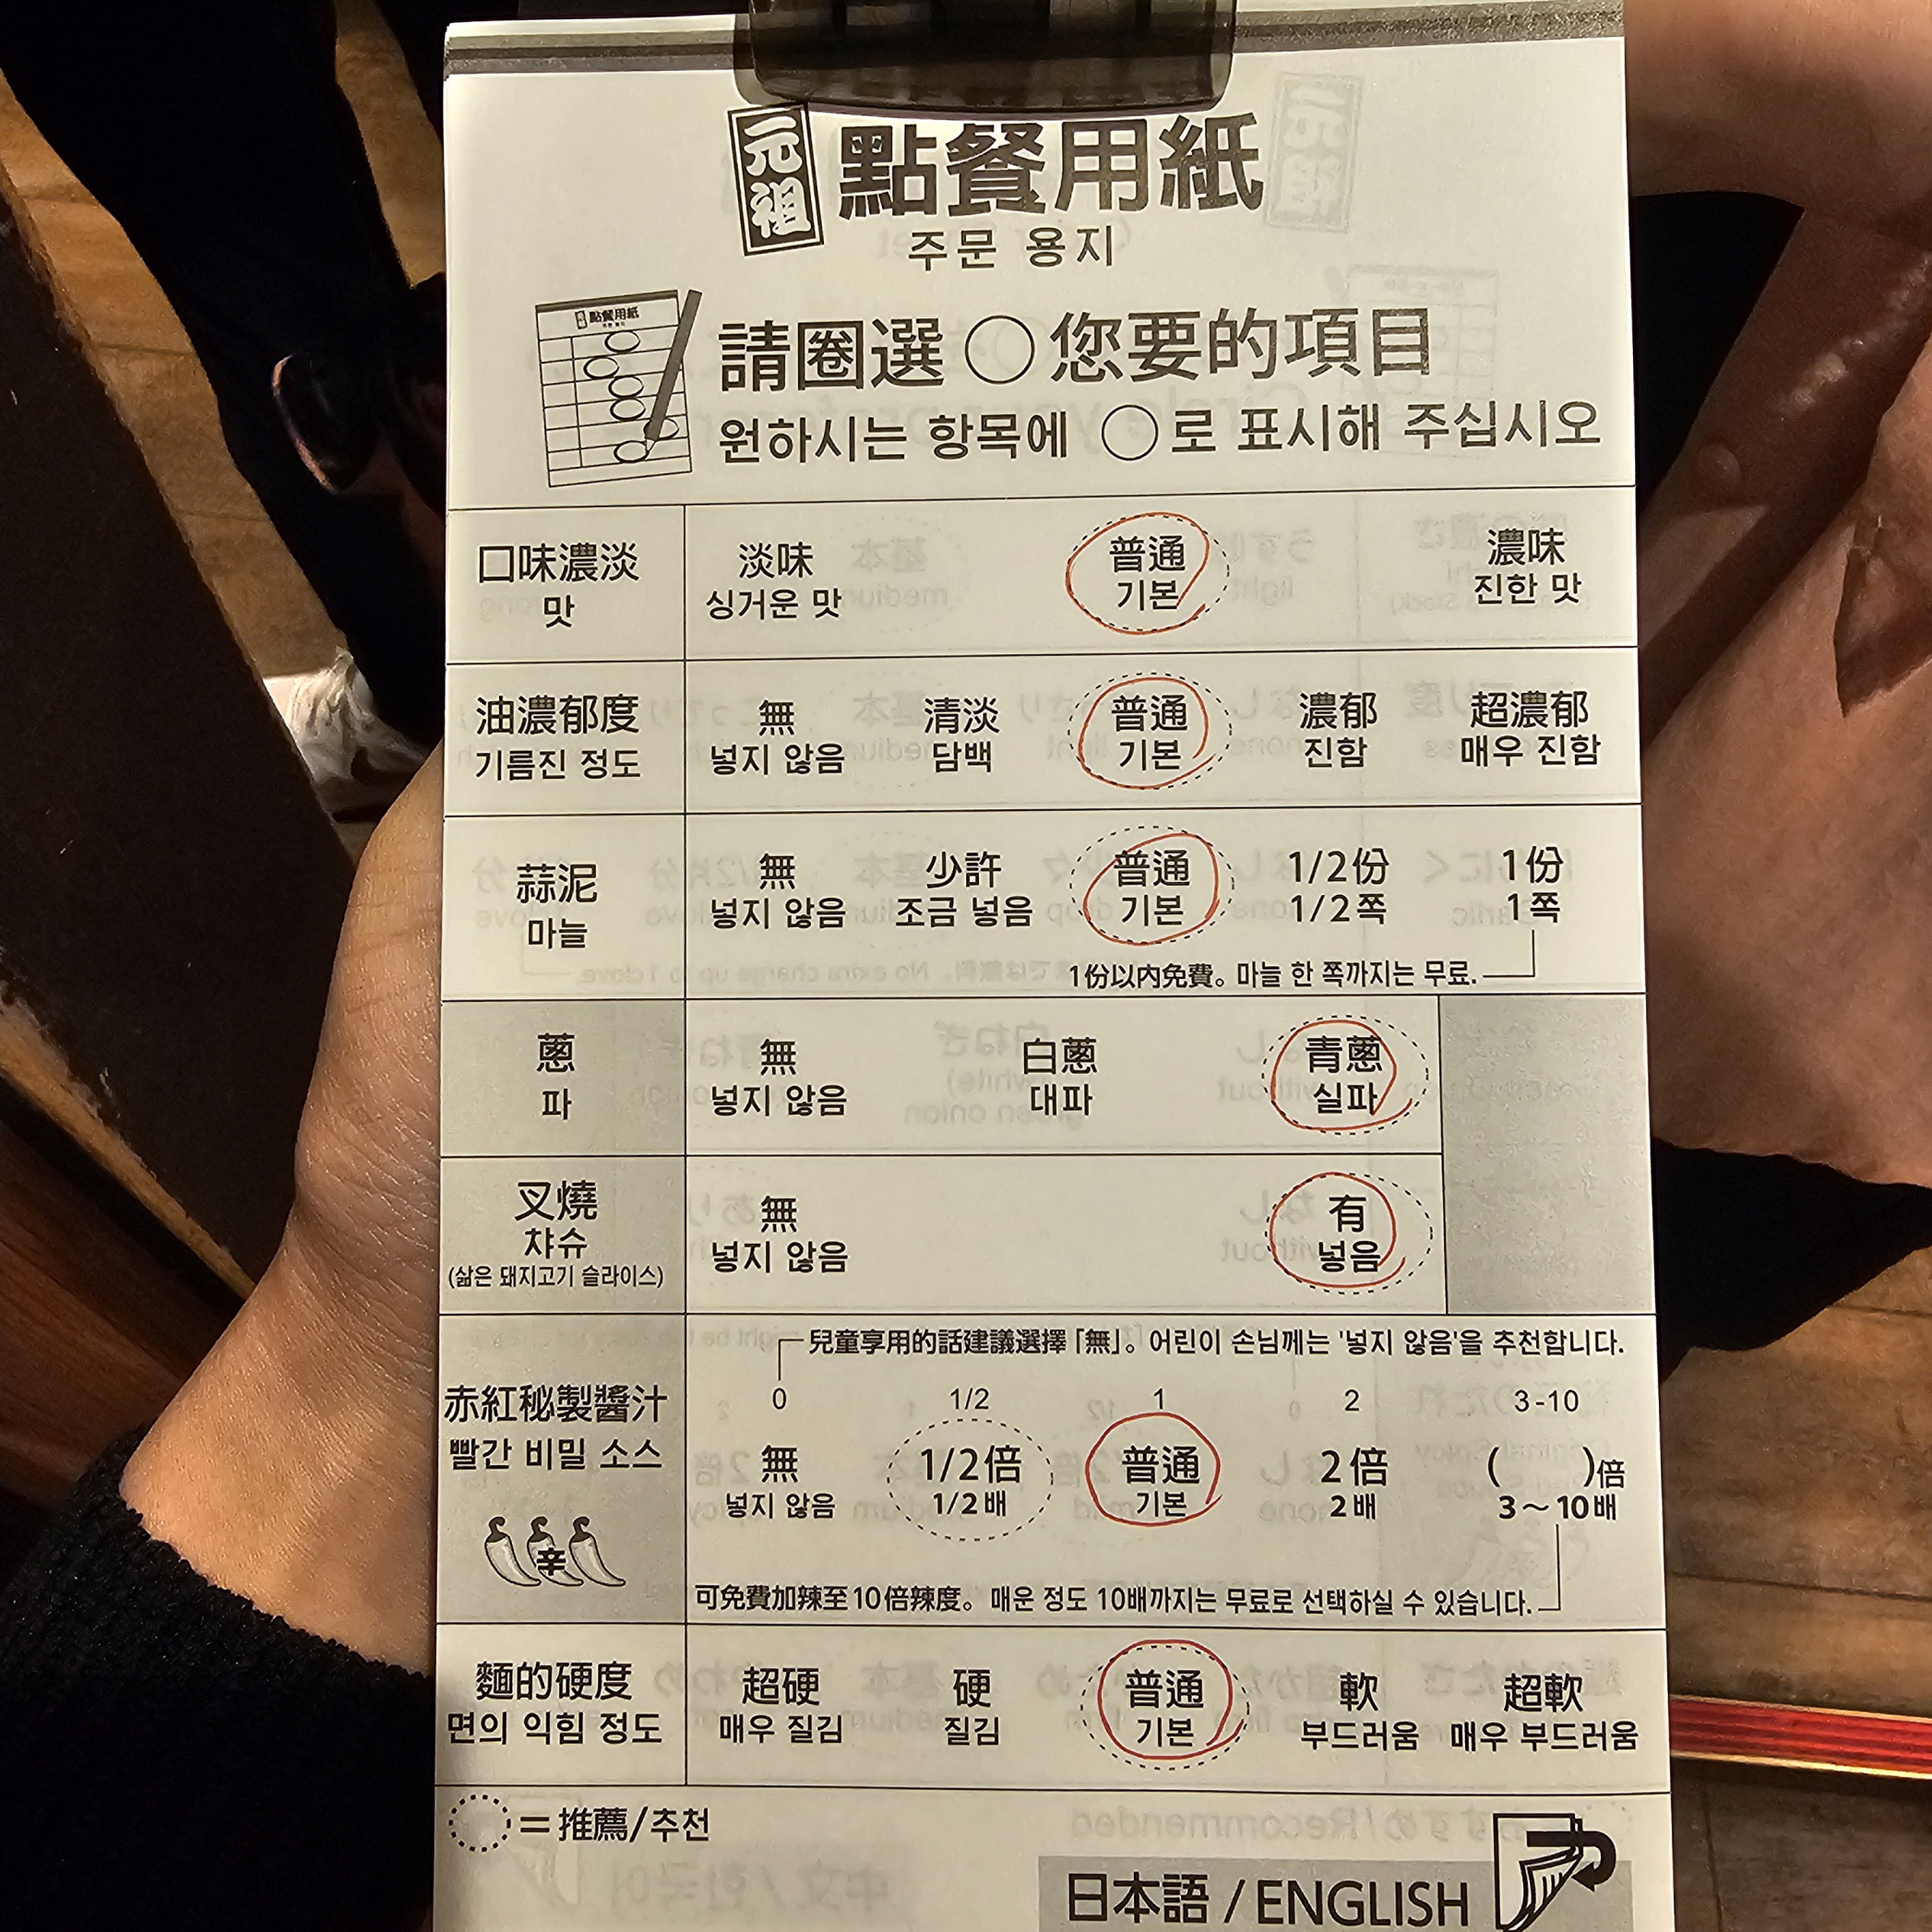 元祖 點餐用紙
주문 용지
點餐用紙
請圈選○您要的項目
원하시는 항목에 ○로 표시해 주십시오
口味濃淡 淡味 普通 濃味
맛 싱거운 맛 기본 진한 맛
油濃郁度 無 清淡 普通 濃郁 超濃郁
기름진 정도 넣지 않음 담백 기본 진함 매우 진함
蒜泥 無 少許 普通 1/2份 1份
마늘 넣지 않음 조금 넣음 기본 1/2쪽 1쪽
1份以內免費。마늘 한 쪽까지는 무료.
蔥 無 白蔥 青蔥
파 넣지 않음 대파 실파
叉燒 無 有
챠슈 넣지 않음 넣음
(삶은 돼지고기 슬라이스)
兒童享用的話建議選擇「無」。어린이 손님께는 '넣지 않음'을 추천합니다.
0 1/2 1 2 3-10
赤紅秘製醬汁 無 1/2倍 普通 2倍 ( )倍
빨간 비밀 소스 넣지 않음 1/2배 기본 2배 3～10배
辛
可免費加辣至10倍辣度。매운 정도 10배까지는 무료로 선택하실 수 있습니다.
麵的硬度 超硬 硬 普通 軟 超軟
면의 익힘 정도 매우 질김 질김 기본 부드러움 매우 부드러움
= 推薦/추천
日本語 / ENGLISH